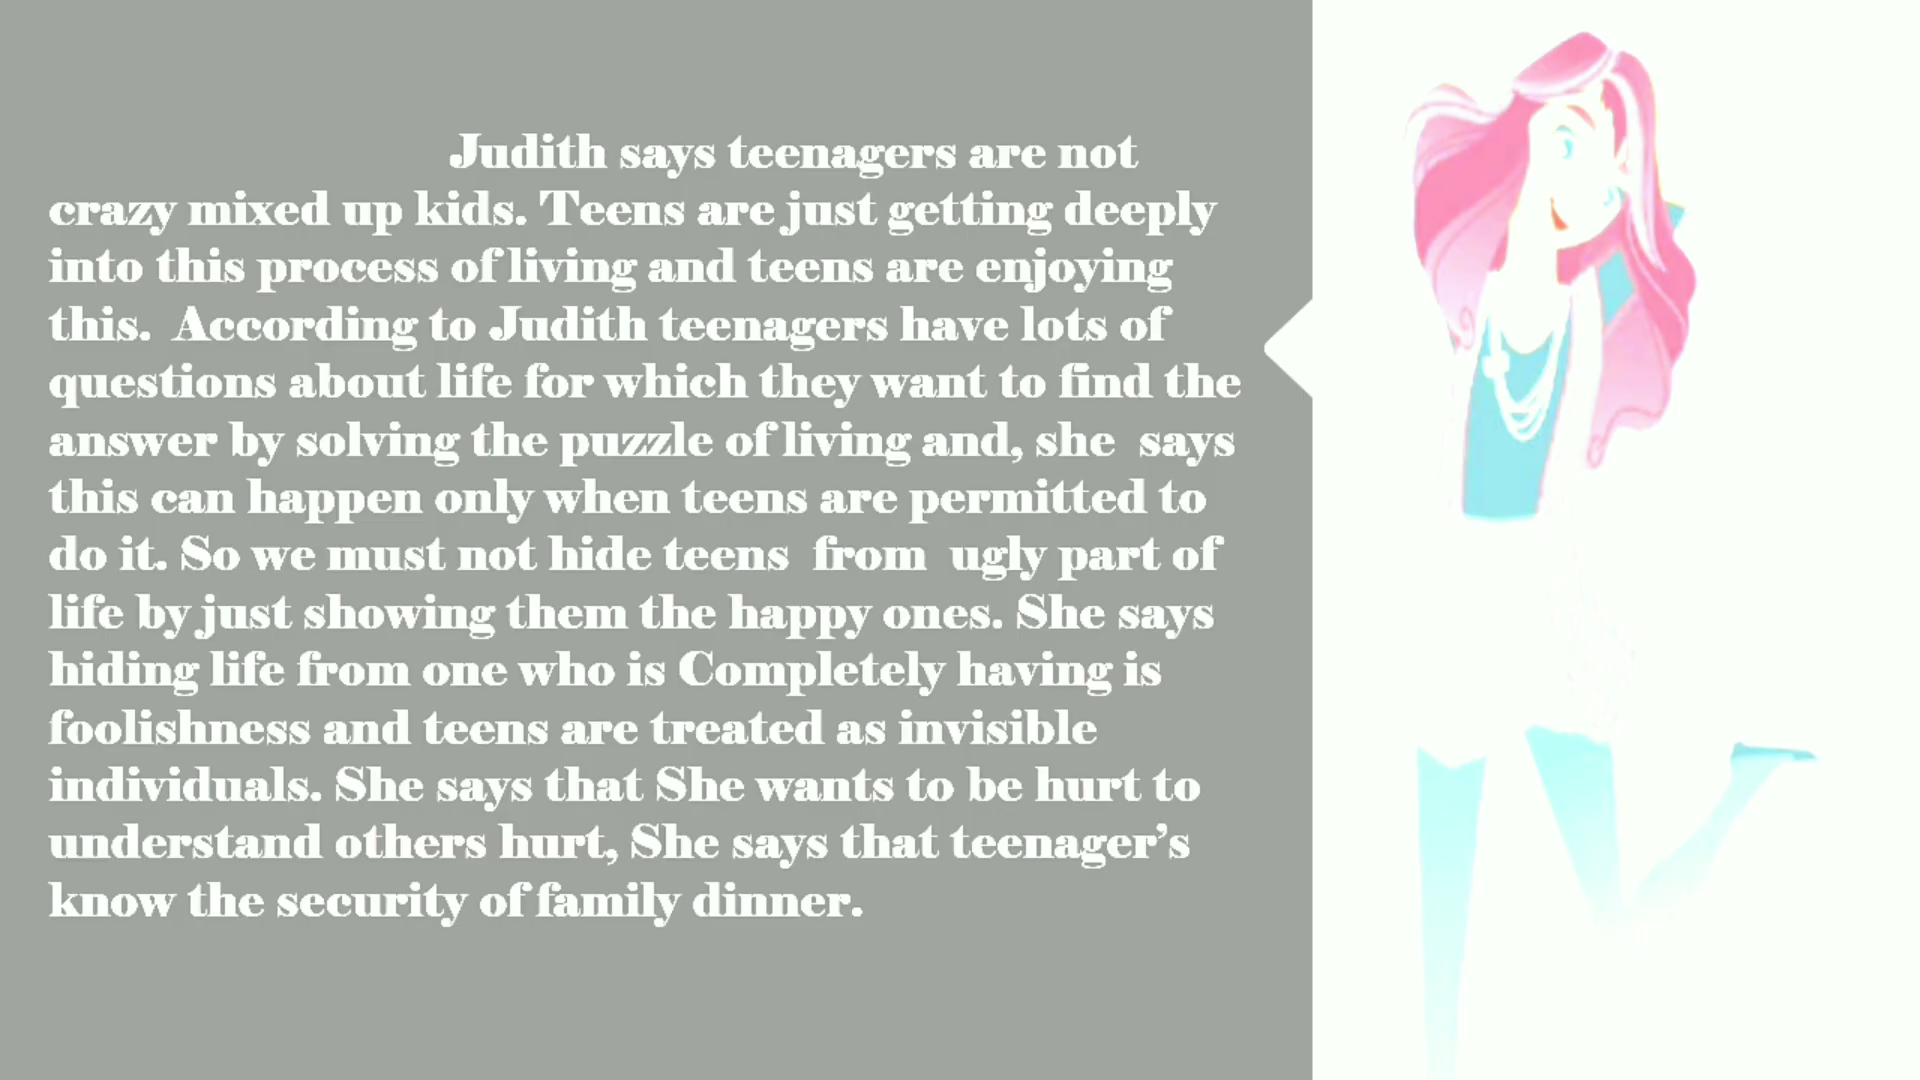 Judith says teenagers are not
crazy mixed up kids. Teens are just getting deeply
into this process of living and teens are enjoying
this.  According to Judith teenagers have lots of
questions about life for which they want to find the
answer by solving the puzzle of living and, she  says
this can happen only when teens are permitted to
do it. So we must not hide teens  from  ugly part of
life by just showing them the happy ones. She says
hiding life from one who is Completely having is
foolishness and teens are treated as invisible
individuals. She says that She wants to be hurt to
understand others hurt, She says that teenager’s
know the security of family dinner.